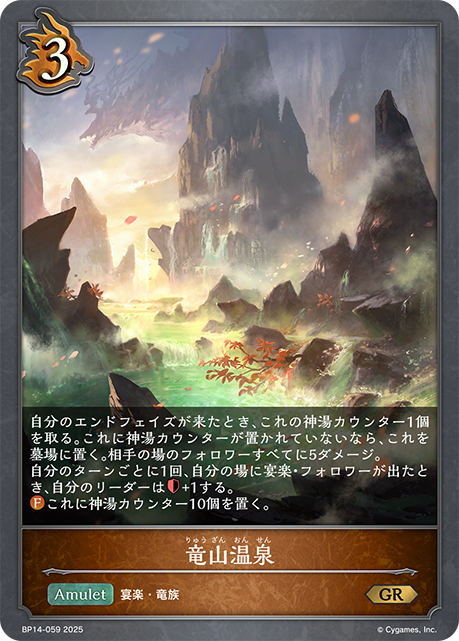 3
自分のエンドフェイズが来たとき、これの神湯カウンター1個
を取る。これに神湯カウンターが置かれていないなら、これを
墓場に置く。相手の場のフォロワーすべてに5ダメージ。
自分のターンごとに1回、自分の場に宴楽・フォロワーが出たと
き、自分のリーダーは+1する。
Fこれに神湯カウンター10個を置く。
りゅう ざん おん せん
竜山温泉
Amulet 宴楽・竜族 GR
BP14-059 2025 © Cygames, Inc.